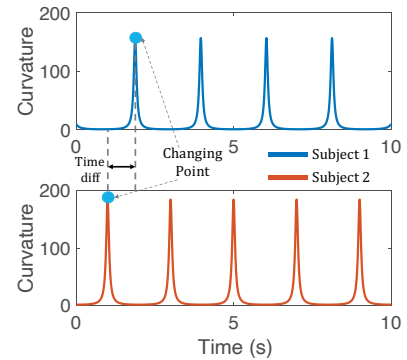 200
Curvature
100
0
0
5
10
Time
diff
Changing
Point
Subject 1
Subject 2
200
Curvature
100
0
0
5
10
Time (s)